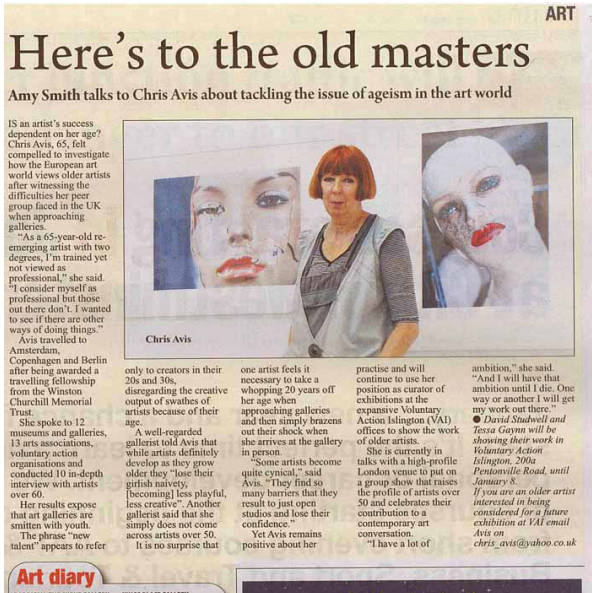 ART
Here's to the old masters
Amy Smith talks to Chris Avis about tackling the issue of ageism in the art world
IS an artist's success
dependent on her age?
Chris Avis, 65, felt
compelled to investigate
how the European art
world views older artists
after witnessing the
difficulties her peer
group faced in the UK
when approaching
galleries.
"As a 65-year-old re-
emerging artist with two
degrees, I'm trained yet
not viewed as
professional," she said.
"I consider myself as
professional but those
out there don't. I wanted
to see if there are other
ways of doing things."
Avis travelled to
Amsterdam,
Copenhagen and Berlin
after being awarded a
travelling fellowship
from the Winston
Churchill Memorial
Trust.
She spoke to 12
museums and galleries,
13 arts associations,
voluntary action
organisations and
conducted 10 in-depth
interview with artists
over 60.
Her results expose
that art galleries are
smitten with youth.
The phrase "new
talent" appears to refer
Chris Avis
only to creators in their
20s and 30s,
disregarding the creative
output of swathes of
artists because of their
age.
A well-regarded
gallerist told Avis that
while artists definitely
develop as they grow
older they "lose their
girlish naivety,
[becoming] less playful,
less creative". Another
gallerist said that she
simply does not come
across artists over 50.
It is no surprise that
one artist feels it
necessary to take a
whopping 20 years off
her age when
approaching galleries
and then simply brazens
out their shock when
she arrives at the gallery
in person.
"Some artists become
quite cynical," said
Avis. "They find so
many barriers that they
result to just open
studios and lose their
confidence."
Yet Avis remains
positive about her
practise and will
continue to use her
position as curator of
exhibitions at the
expansive Voluntary
Action Islington (VAI)
offices to show the work
of older artists.
She is currently in
talks with a high-profile
London venue to put on
a group show that raises
the profile of artists over
50 and celebrates their
contribution to a
contemporary art
conversation.
"I have a lot of
ambition," she said.
"And I will have that
ambition until I die. One
way or another I will get
my work out there."
● David Studwell and
Tessa Gaynn will be
showing their work in
Voluntary Action
Islington, 200a
Pentonville Road, until
January 8.
If you are an older artist
interested in being
considered for a future
exhibition at VAI email
Avis on
chris_avis@yahoo.co.uk
Art diary